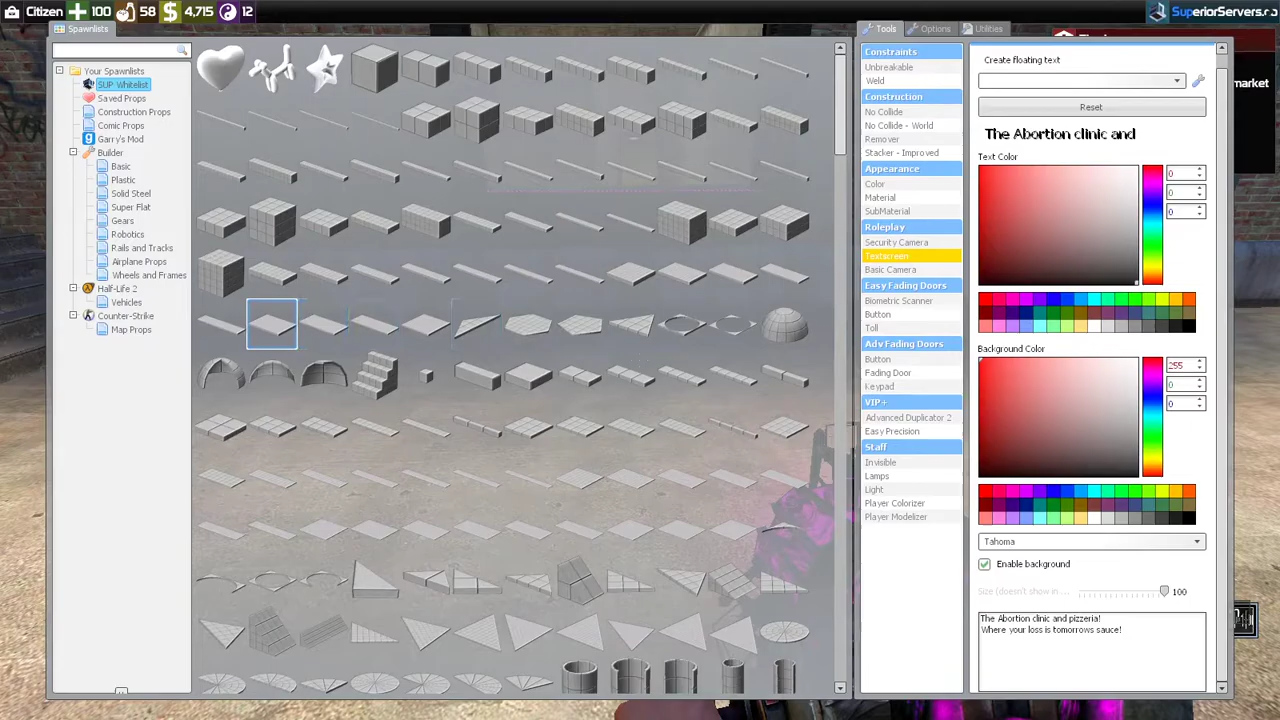 Citizen 100 58 4,715 12 SUPERIORSERVERS.CO
Spawnlists
Your Spawnlists
SUP Whitelist
Saved Props
Construction Props
Comic Props
Garry's Mod
Builder
Basic
Plastic
Solid Steel
Super Flat
Gears
Robotics
Rails and Tracks
Airplane Props
Wheels and Frames
Half-Life 2
Vehicles
Counter-Strike
Map Props
Tools Options Utilities
Constraints
Unbreakable
Weld
Construction
No Collide
No Collide - World
Remover
Stacker - Improved
Appearance
Color
Material
SubMaterial
Roleplay
Security Camera
Textscreen
Basic Camera
Easy Fading Doors
Biometric Scanner
Button
Toll
Adv Fading Doors
Button
Fading Door
Keypad
VIP+
Advanced Duplicator 2
Easy Precision
Staff
Invisible
Lamps
Light
Player Colorizer
Player Modelizer
Create floating text
Reset
The Abortion clinic and
Text Color
0
0
0
Background Color
255
0
0
Tahoma
Enable background
Size (doesn't show in ... 100
The Abortion clinic and pizzeria!
Where your loss is tomorrows sauce!
market